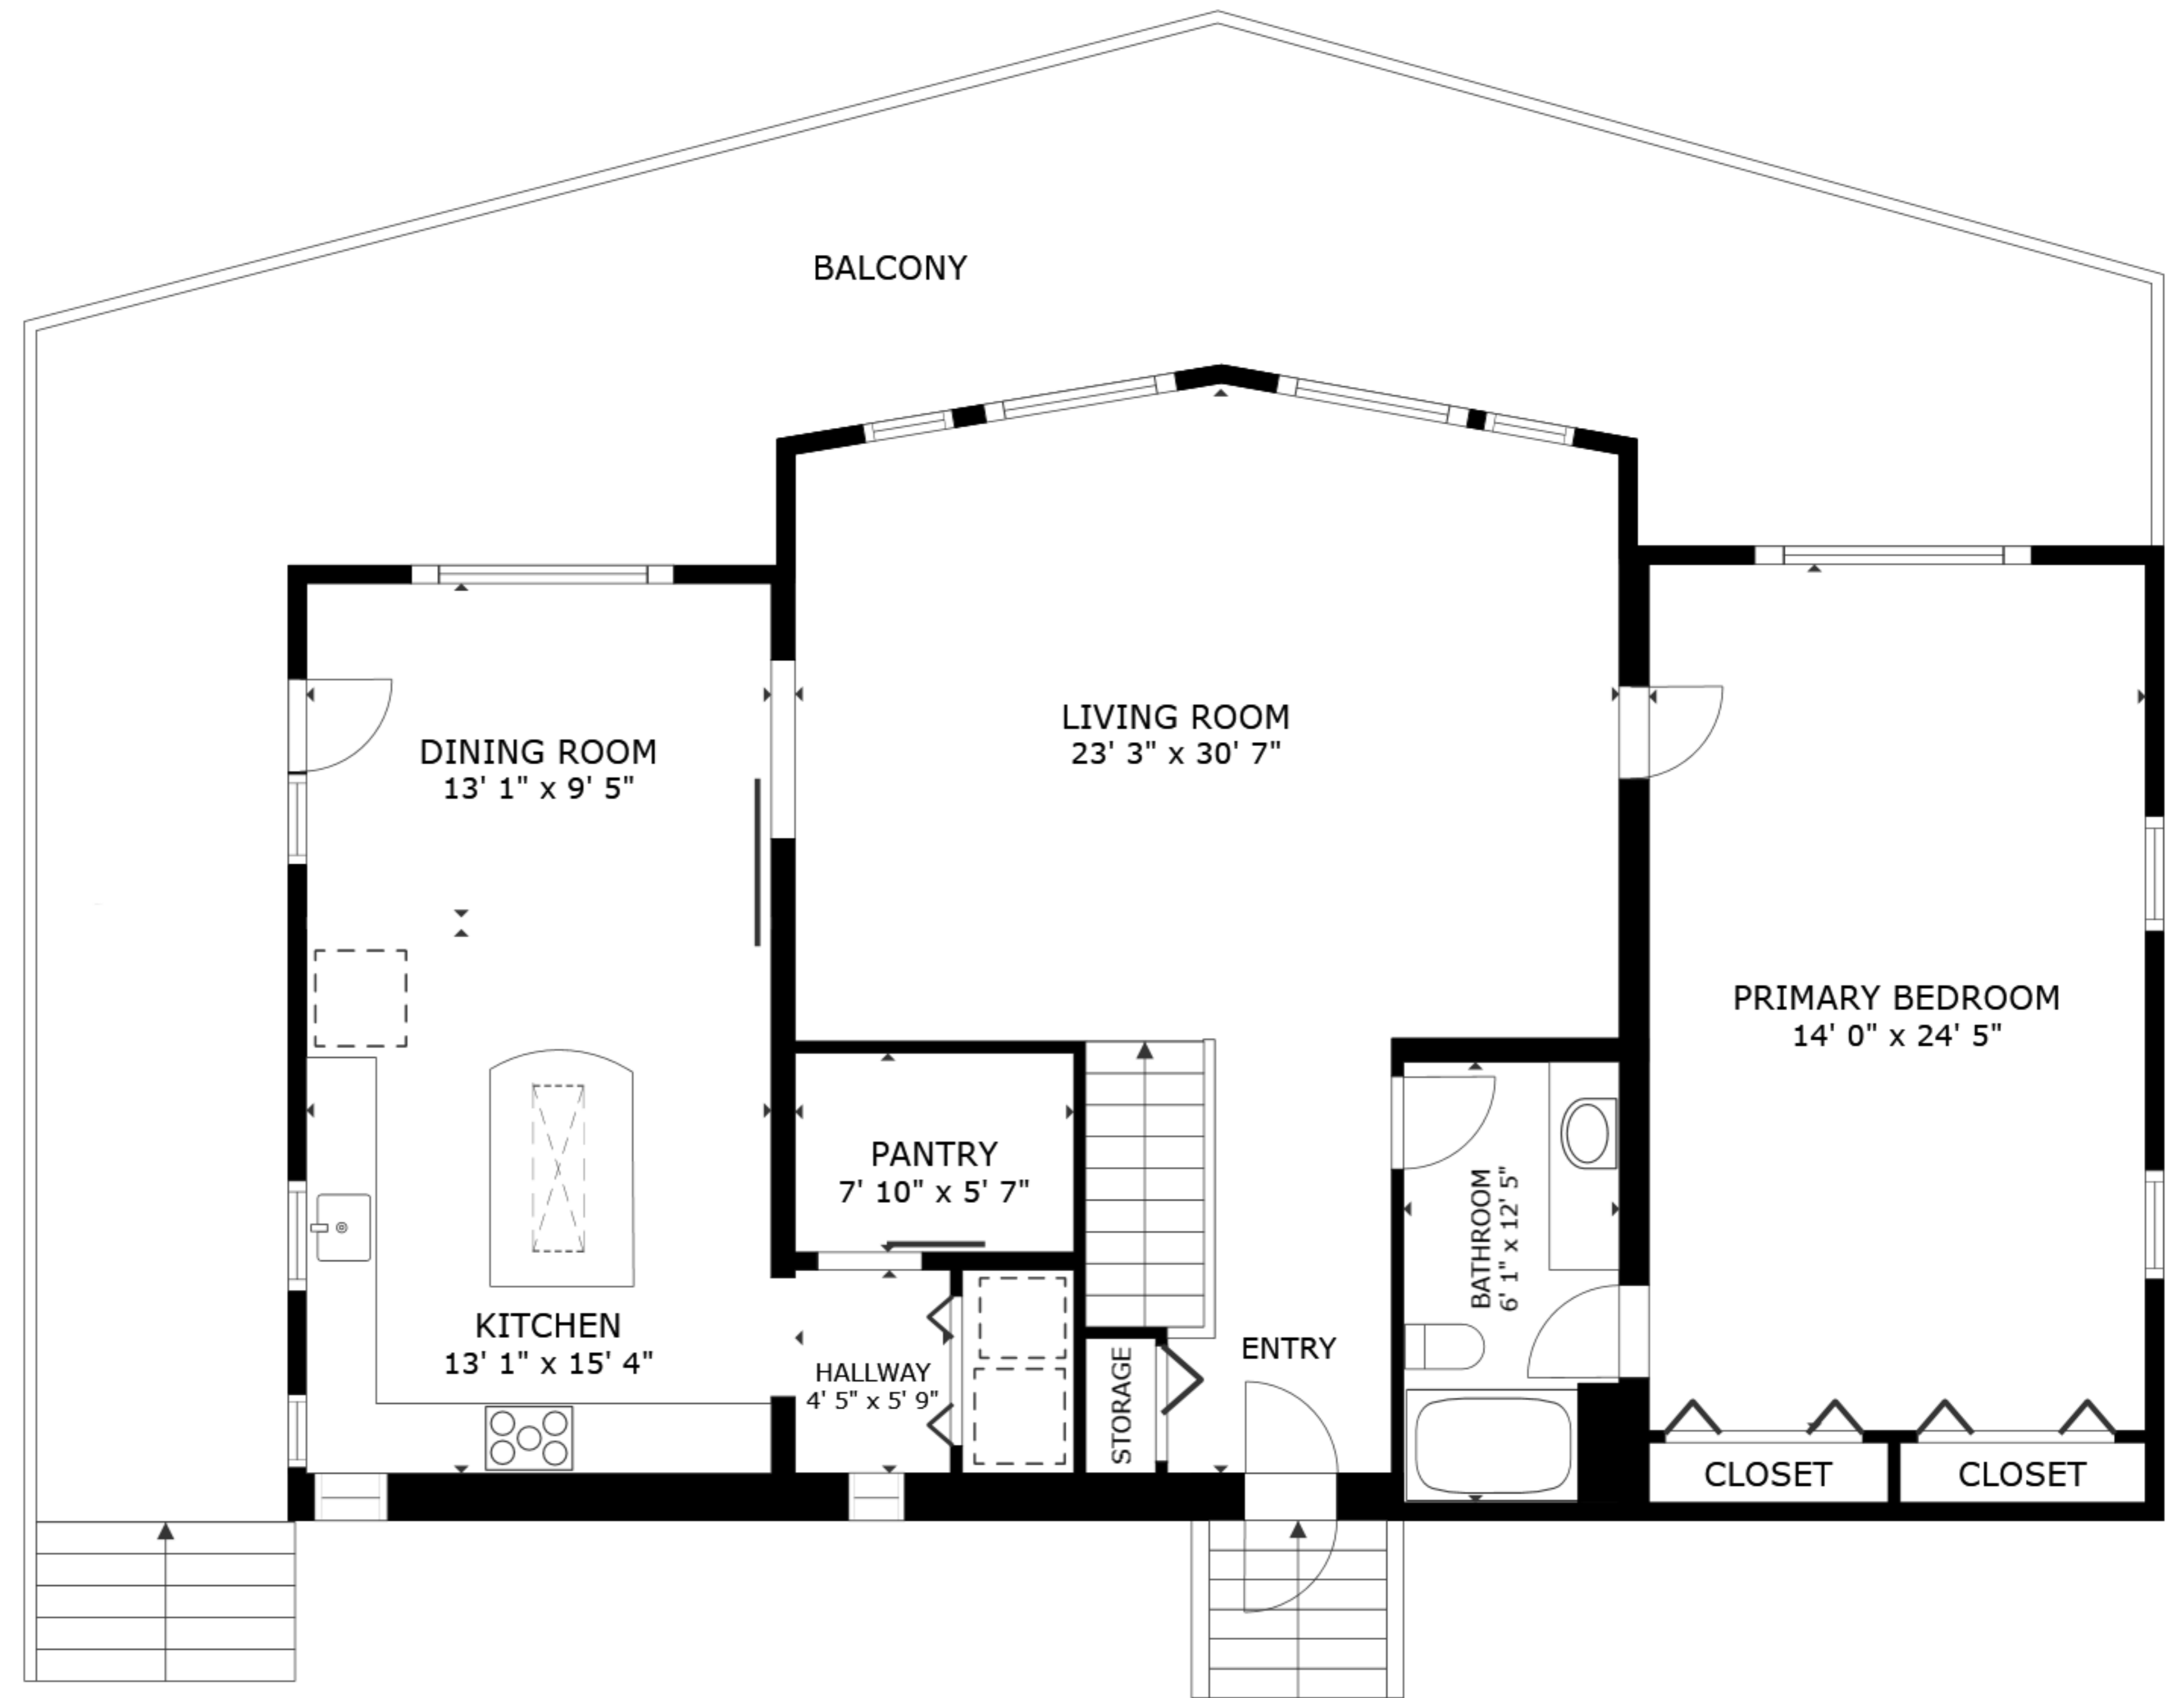 BALCONY
LIVING ROOM
23' 3" x 30' 7"
DINING ROOM
13' 1" x 9' 5"
PRIMARY BEDROOM
14' 0" x 24' 5"
PANTRY
7' 10" x 5' 7"
BATHROOM
6' 1" x 12' 5"
KITCHEN
13' 1" x 15' 4"
HALLWAY
4' 5" x 5' 9"
STORAGE
ENTRY
CLOSET
CLOSET